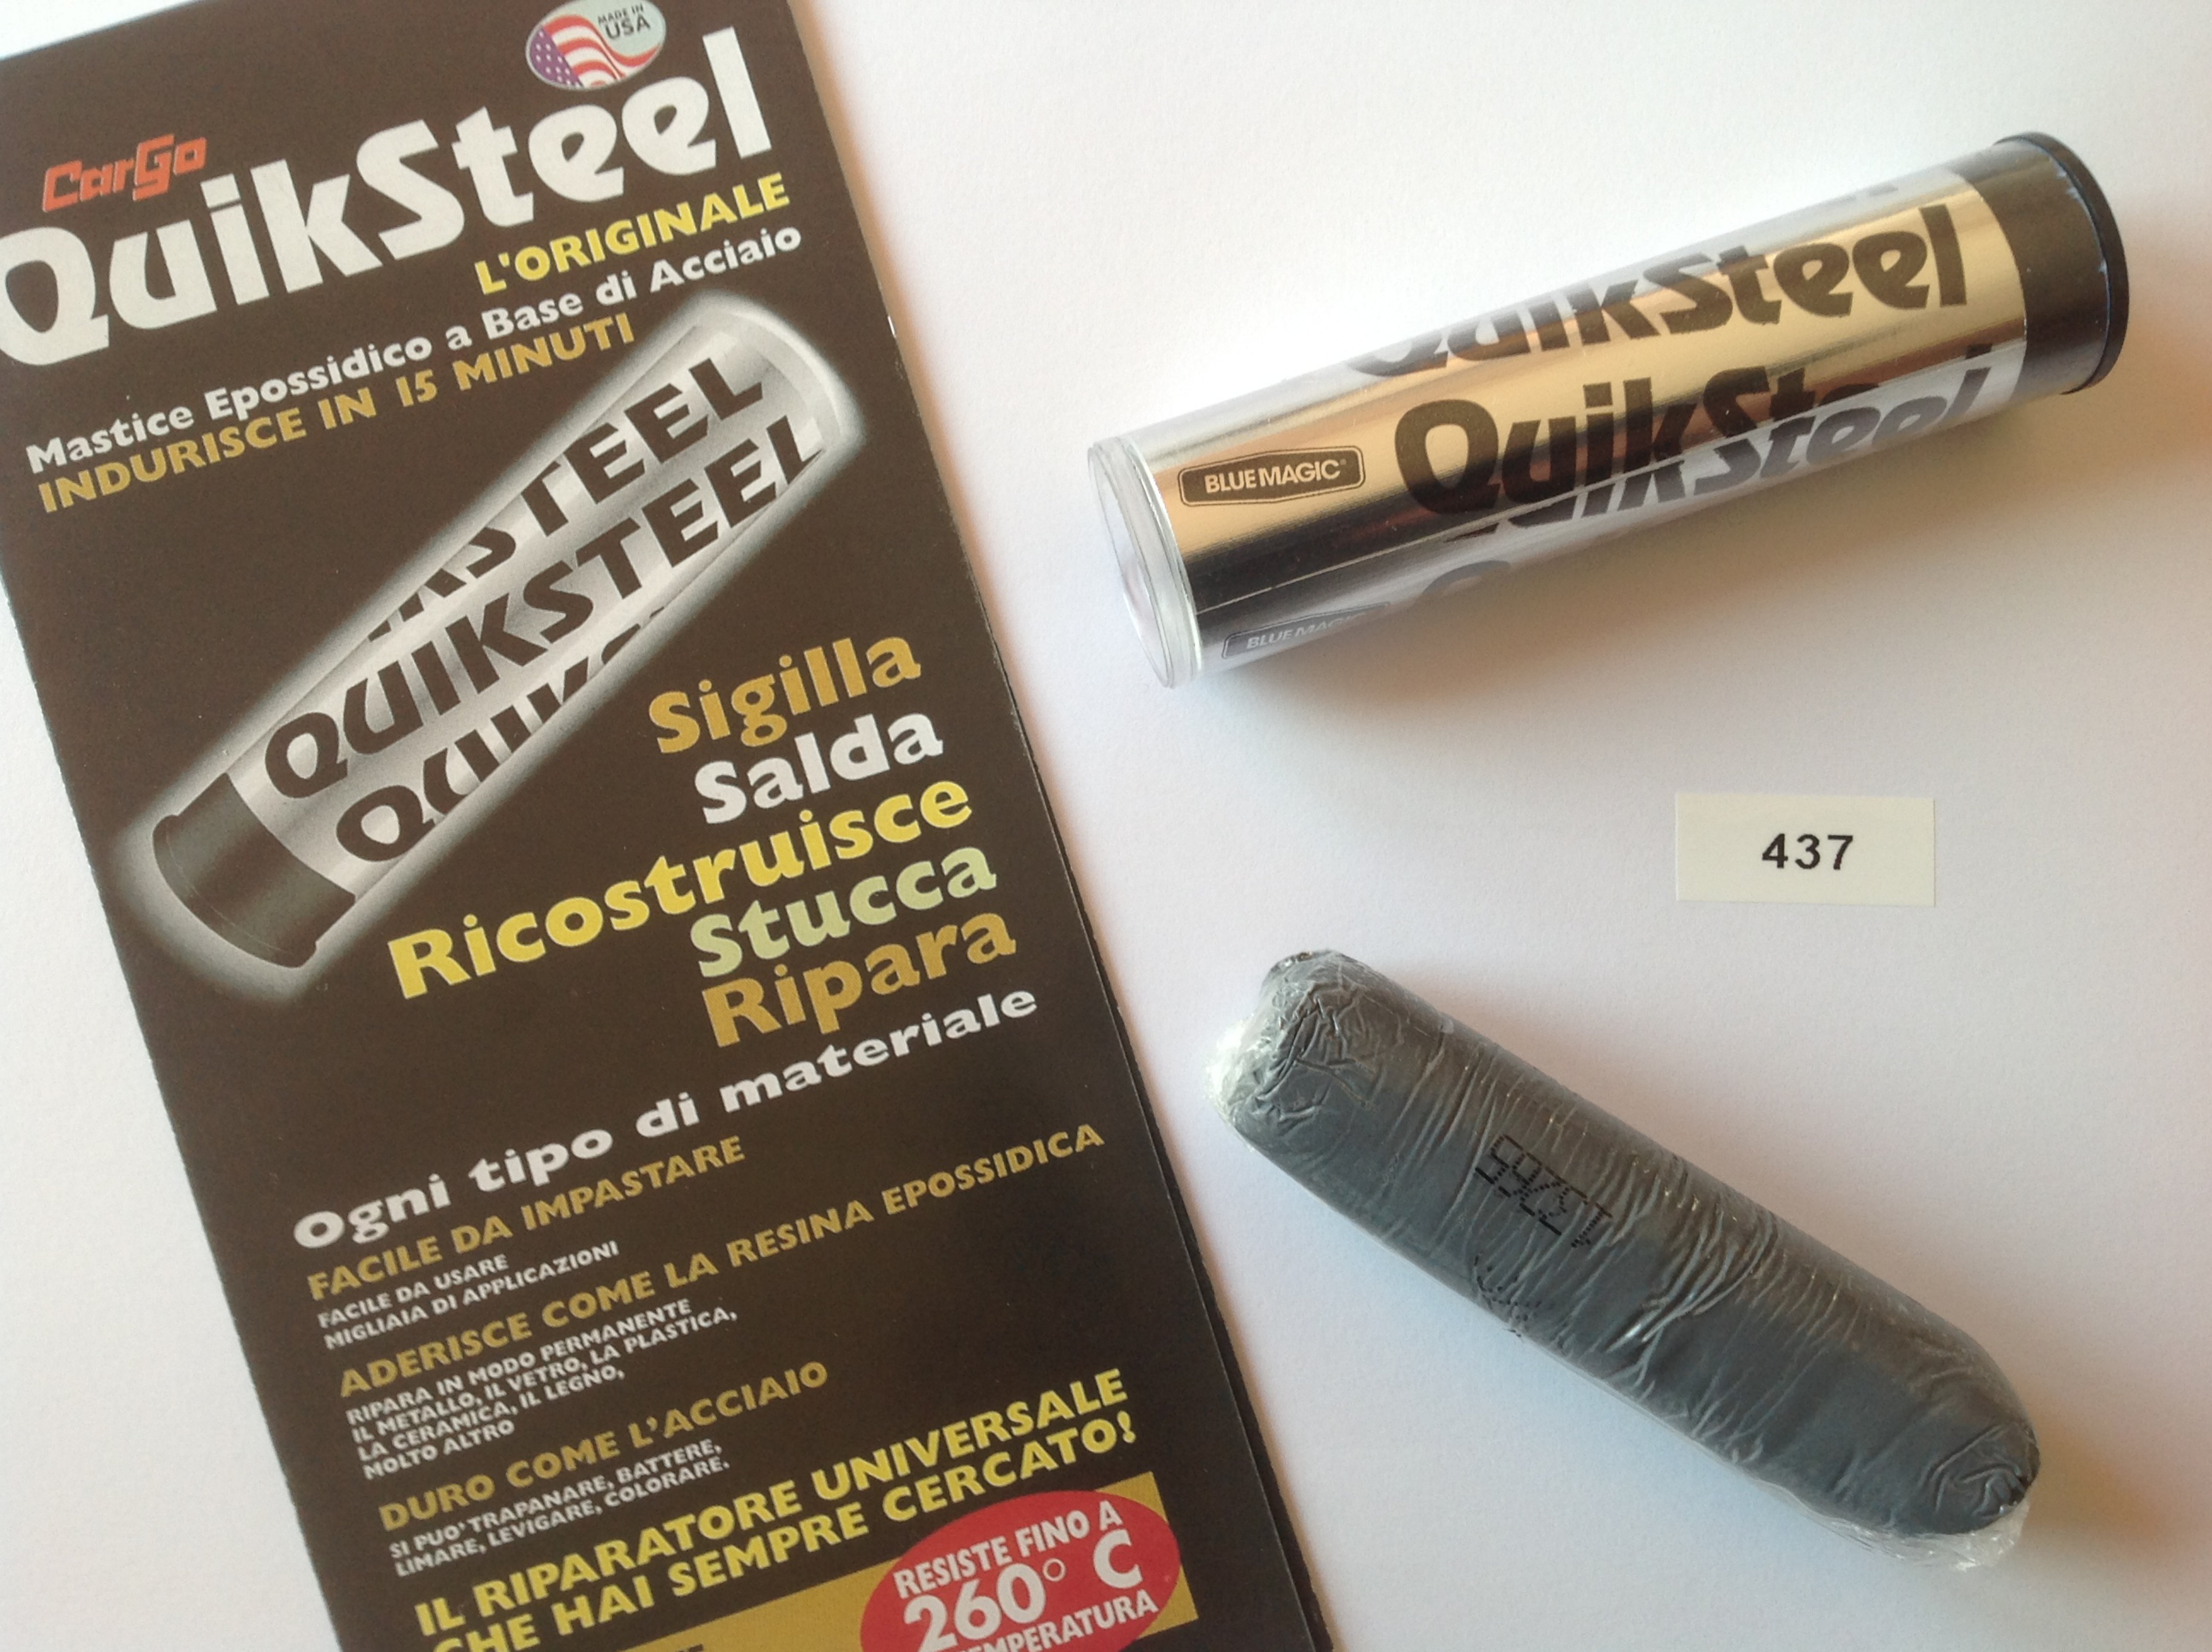 MADE IN
USA
CarGo
QuikSteel
L'ORIGINALE
Mastice Epossidico a Base di Acciaio
INDURISCE IN 15 MINUTI
STEEL
QUIKSTEEL
QUIKS
Sigilla
Salda
Ricostruisce
Stucca
Ripara
Ogni tipo di materiale
FACILE DA IMPASTARE
FACILE DA USARE
MIGLIAIA DI APPLICAZIONI
ADERISCE COME LA RESINA EPOSSIDICA
RIPARA IN MODO PERMANENTE
IL METALLO, IL VETRO, LA PLASTICA,
LA CERAMICA, IL LEGNO,
MOLTO ALTRO
DURO COME L'ACCIAIO
SI PUO' TRAPANARE, BATTERE,
LIMARE, LEVIGARE, COLORARE.
IL RIPARATORE UNIVERSALE
CHE HAI SEMPRE CERCATO!
RESISTE FINO A
260° C
TEMPERATURA
QuikSteel
BLUE MAGIC® QuikSteel
QuikSteel
BLUE MAGIC
437
13265